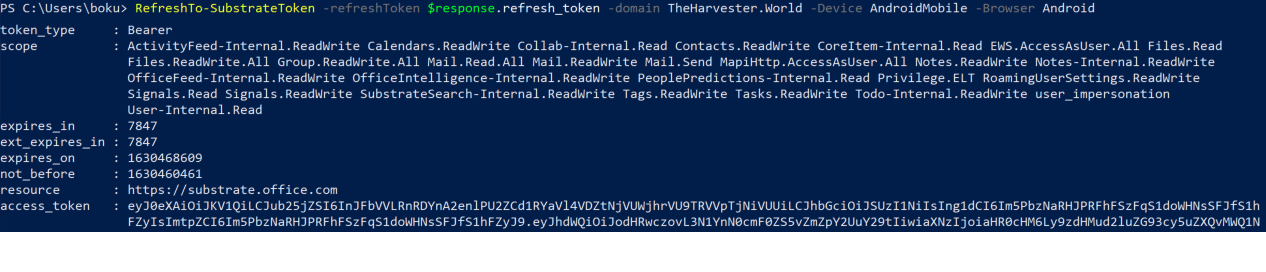 PS C:\Users\boku> RefreshTo-SubstrateToken -refreshToken $response.refresh_token -domain TheHarvester.World -Device AndroidMobile -Browser Android
token_type : Bearer
scope : ActivityFeed-Internal.ReadWrite Calendars.ReadWrite Collab-Internal.Read Contacts.ReadWrite CoreItem-Internal.Read EWS.AccessAsUser.All Files.Read
Files.ReadWrite.All Group.ReadWrite.All Mail.Read.All Mail.ReadWrite Mail.Send MapiHttp.AccessAsUser.All Notes.ReadWrite Notes-Internal.ReadWrite
OfficeFeed-Internal.ReadWrite OfficeIntelligence-Internal.ReadWrite PeoplePredictions-Internal.Read Privilege.ELT RoamingUserSettings.ReadWrite
Signals.Read Signals.ReadWrite SubstrateSearch-Internal.ReadWrite Tags.ReadWrite Tasks.ReadWrite Todo-Internal.ReadWrite user_impersonation
User-Internal.Read
expires_in : 7847
ext_expires_in : 7847
expires_on : 1630468609
not_before : 1630460461
resource : https://substrate.office.com
access_token :